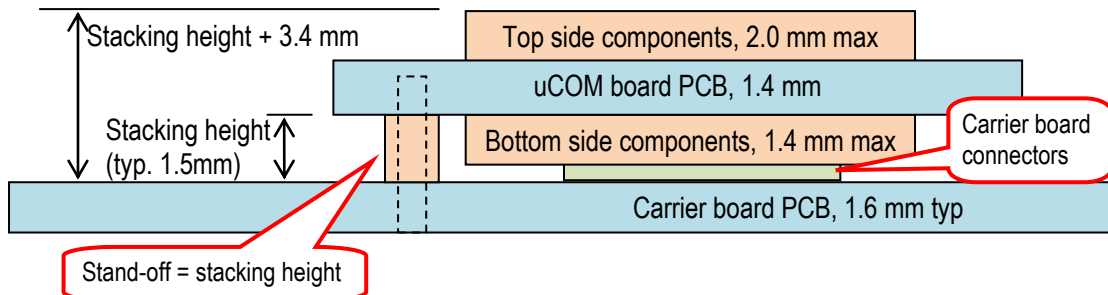 Stacking height + 3.4 mm
Top side components, 2.0 mm max
uCOM board PCB, 1.4 mm
Stacking height
(typ. 1.5mm)
Bottom side components, 1.4 mm max
Carrier board
connectors
Carrier board PCB, 1.6 mm typ
Stand-off = stacking height